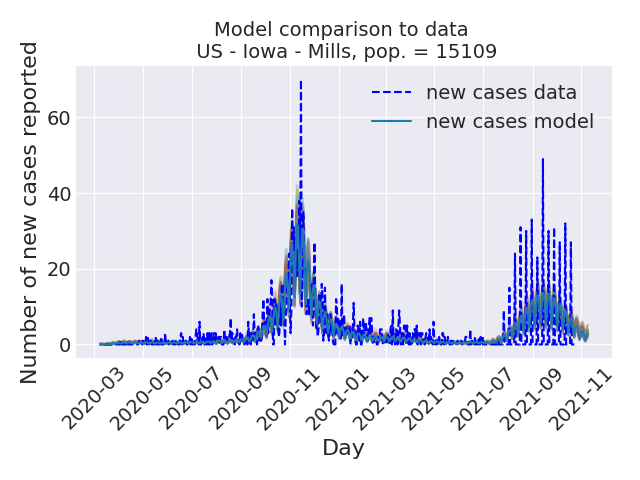 Model comparison to data
US - Iowa - Mills, pop. = 15109
new cases data
new cases model
Number of new cases reported
60
40
20
0
2020-03
2020-05
2020-07
2020-09
2020-11
2021-01
2021-03
2021-05
2021-07
2021-09
2021-11
Day